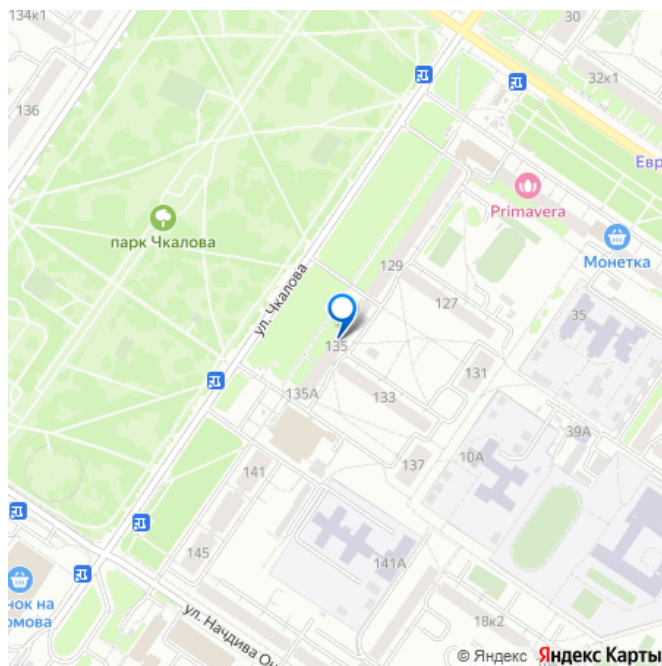 134к1
30
136
32к1
Евр
Primavera
парк Чкалова
Монетка
ул. Чкалова
129
127
35
135
131
135А
133
39А
141
137
10А
145
141А
нок на
омова
ул. Начдива Он
18к2
© Яндекс Яндекс Карты